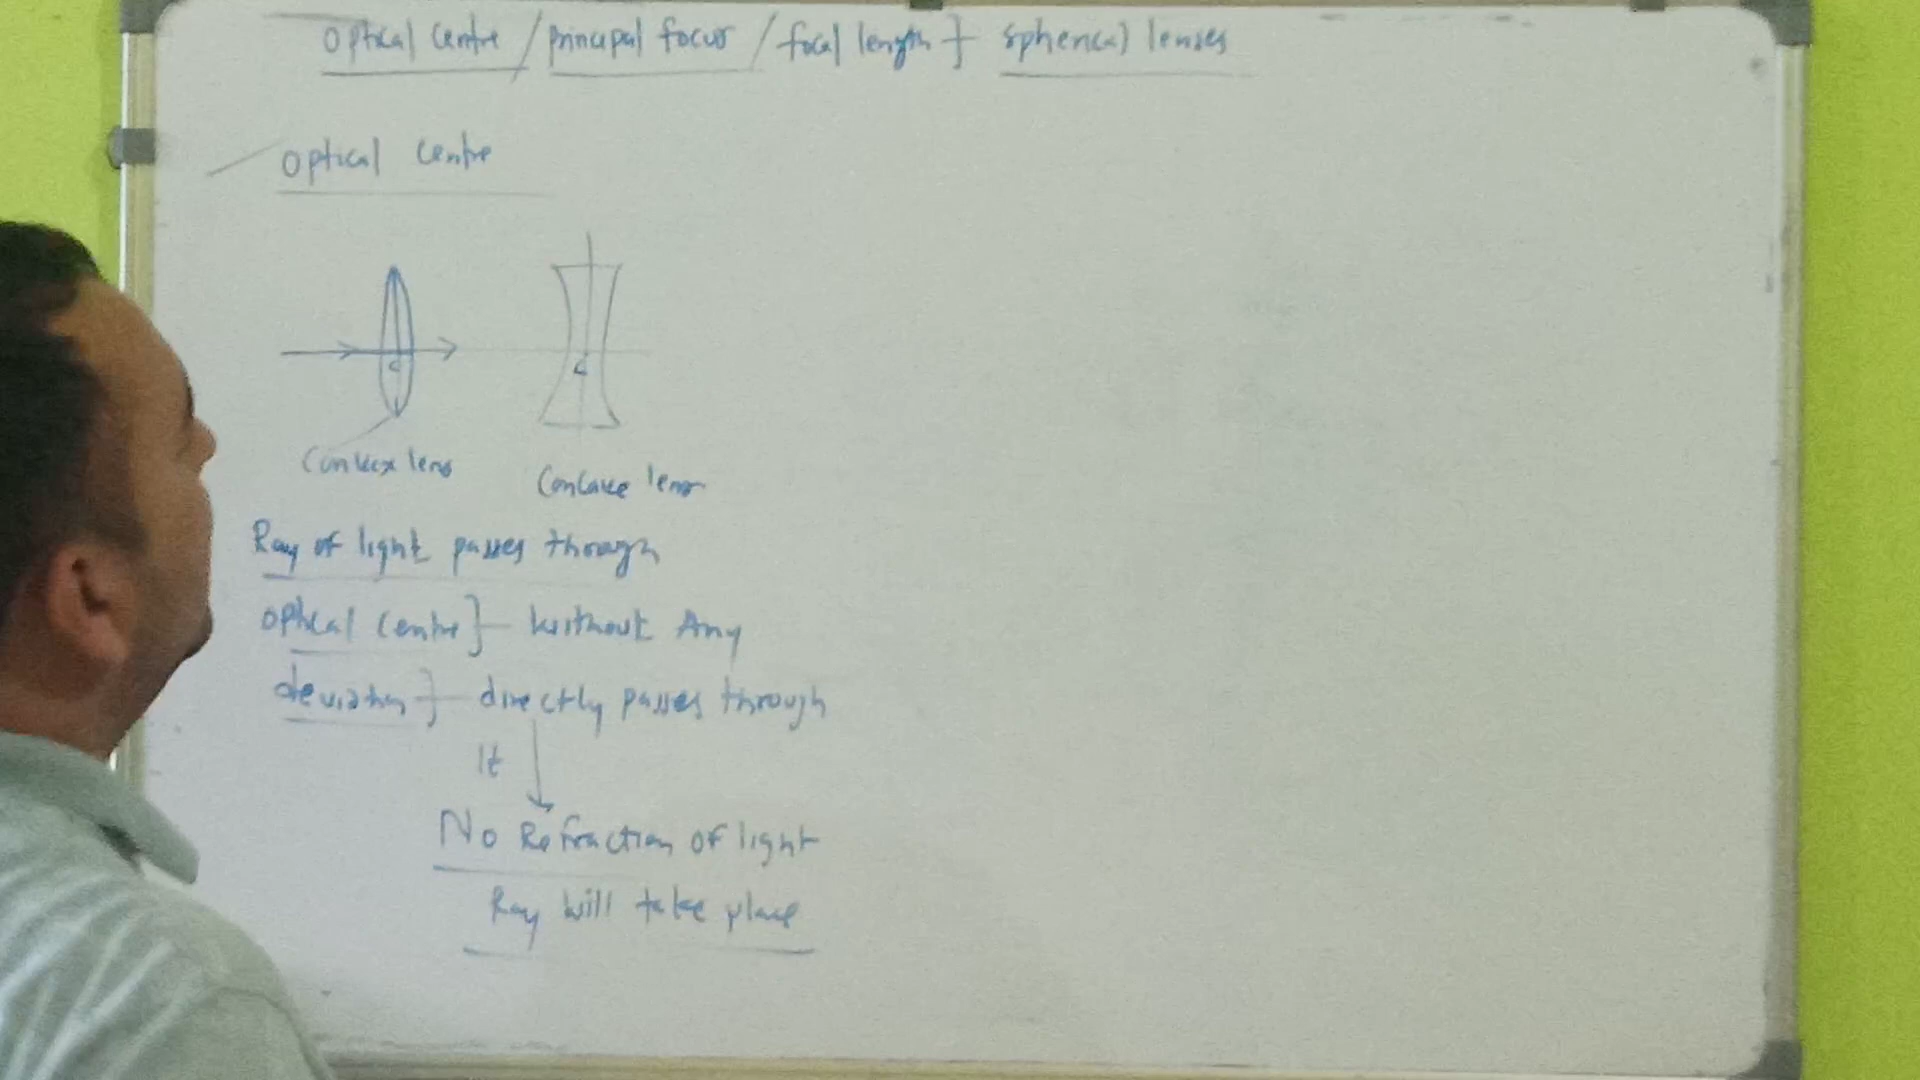 Optical Centre / principal focus / focal length } spherical lenses
Optical Centre
C
C
Convex lens
Concave lens
Ray of light passes through
optical centre } without Any
deviation } directly passes through
It
No Refraction of light
Ray will take place